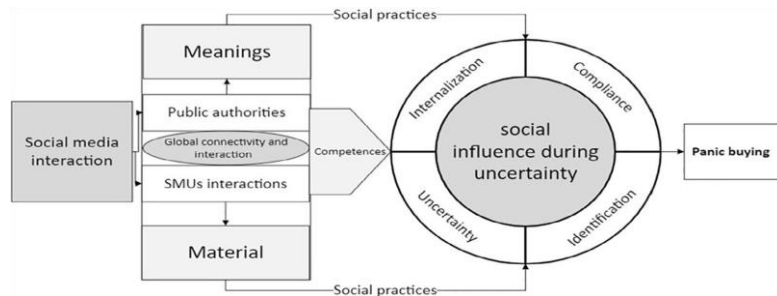 Social practices
Meanings
Public authorities
Social media
interaction
Global connectivity and
interaction
SMUs interactions
Material
Competences
Internalization
Compliance
social
influence during
uncertainty
Uncertainty
Identification
Panic buying
Social practices